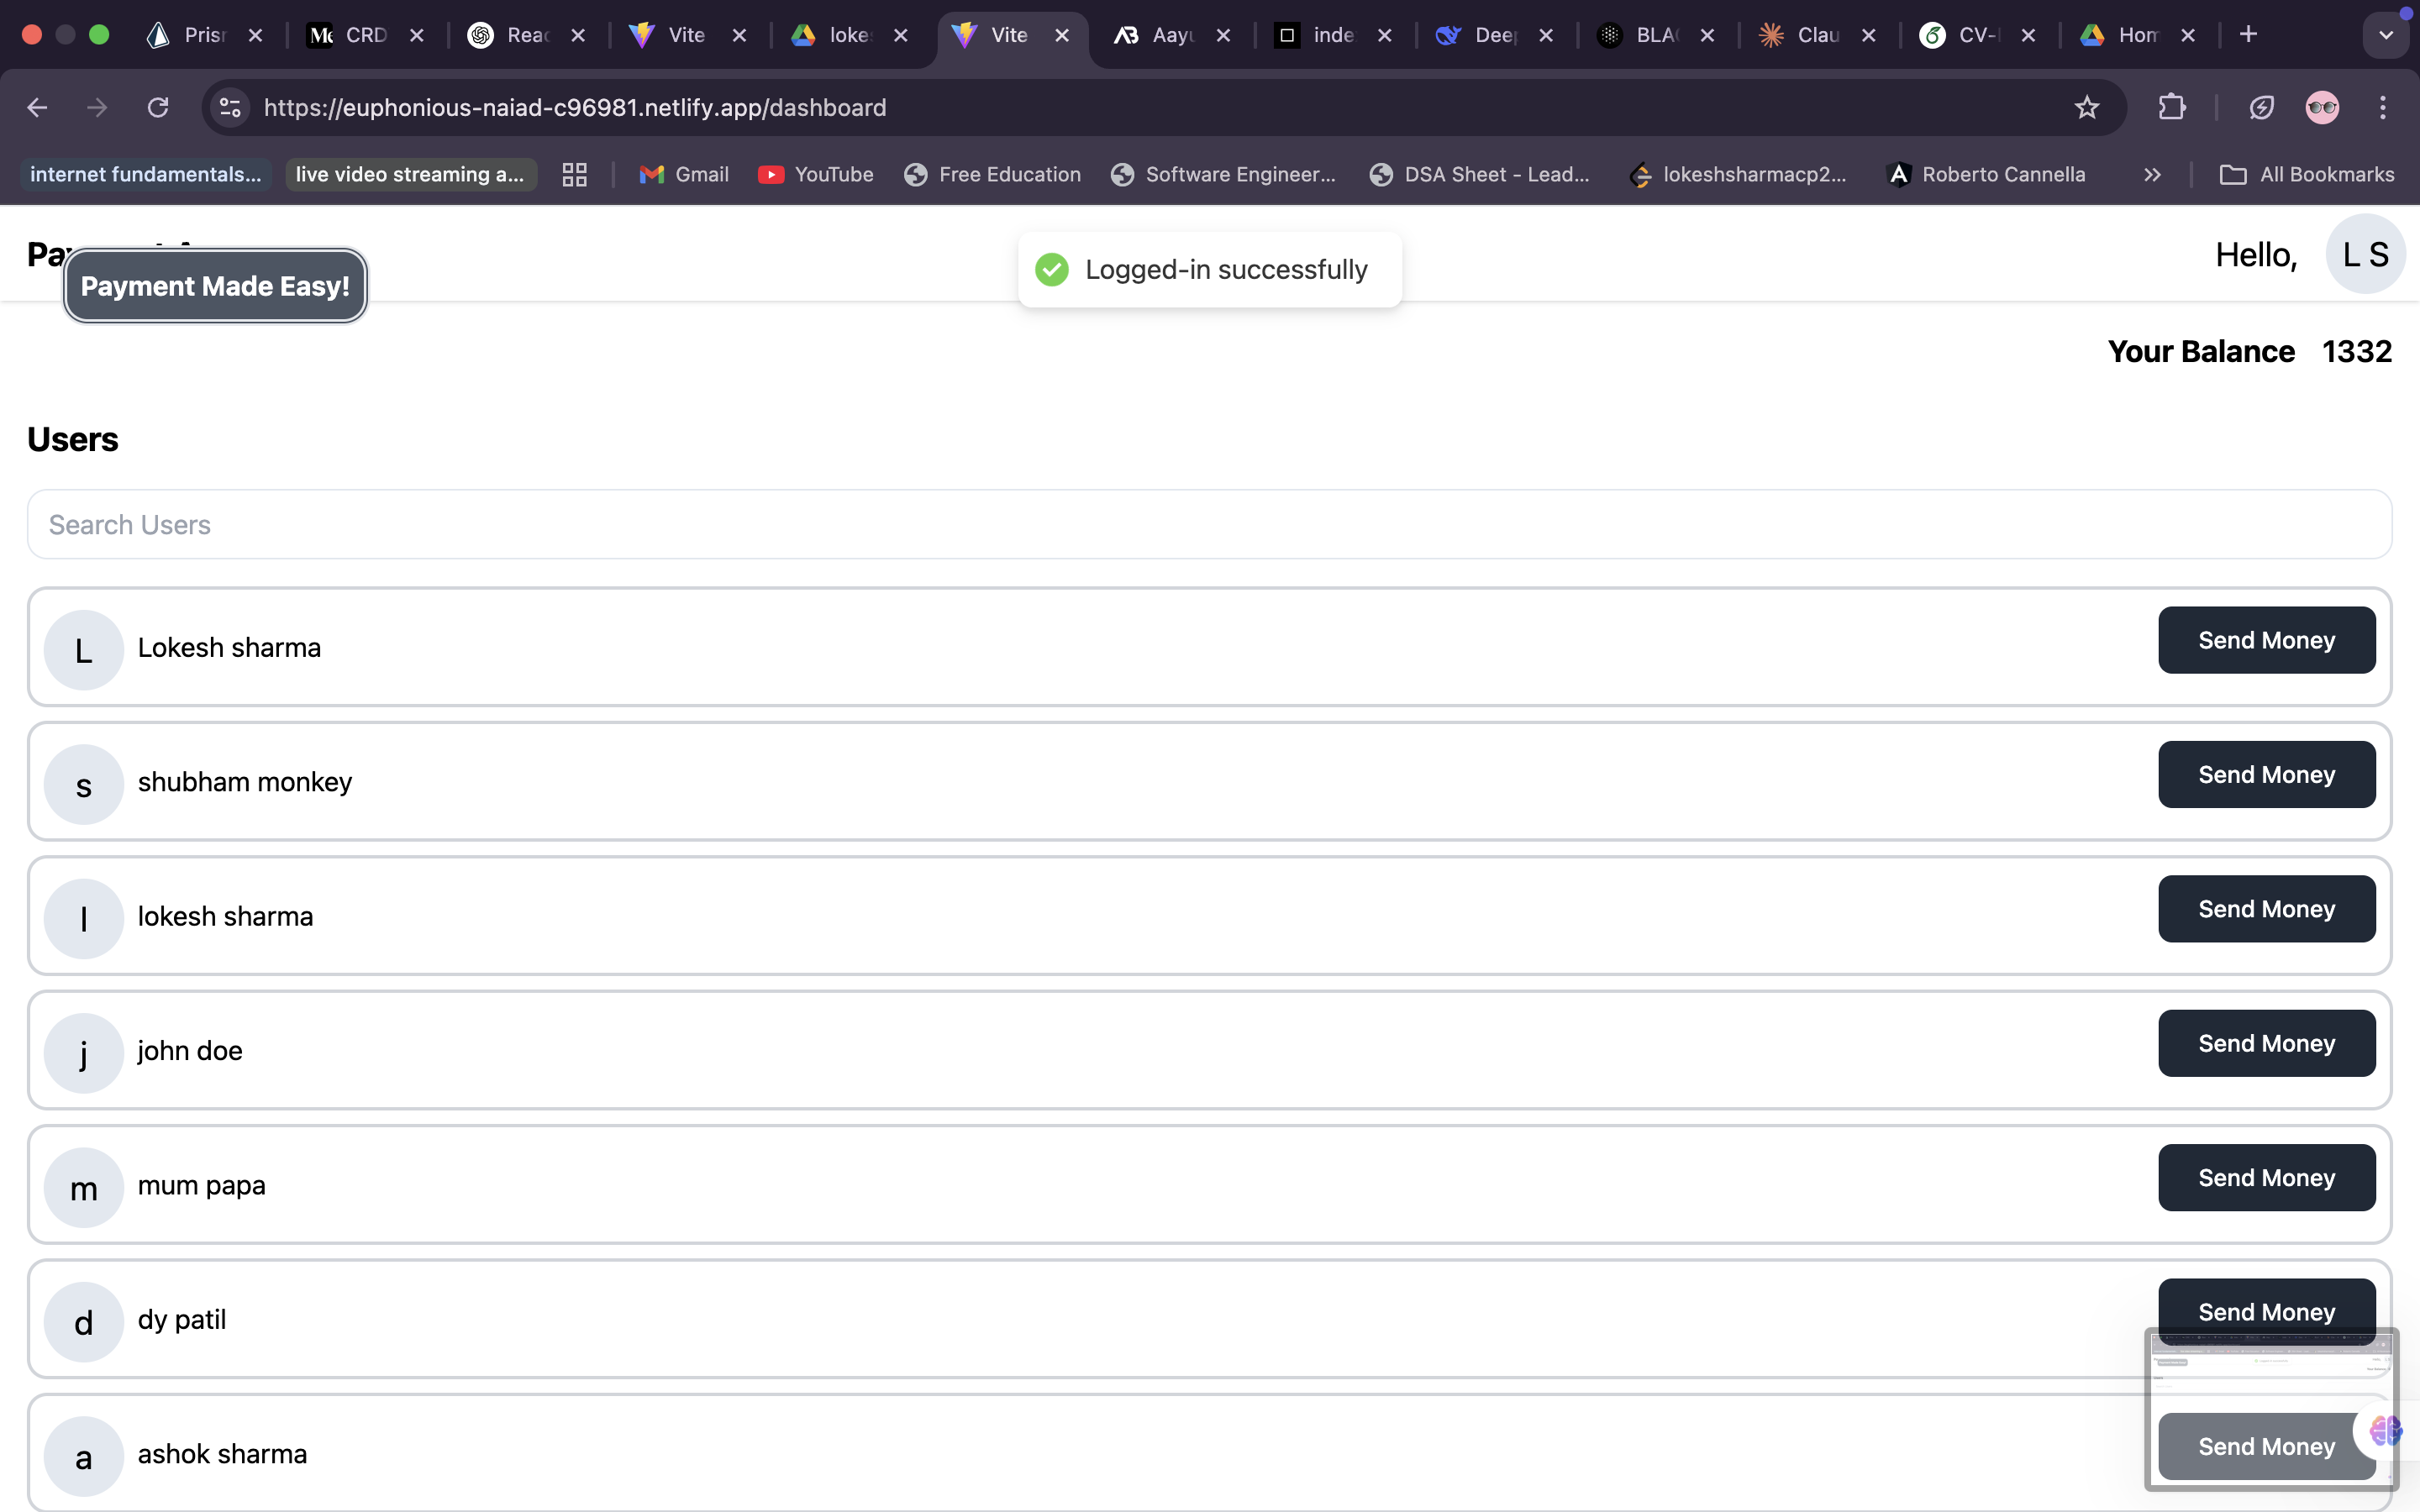 Pris
CRD
Reac
Vite
loke
Vite
Aayu
inde
Deep
BLA
Clau
CV-
Hom
https://euphonious-naiad-c96981.netlify.app/dashboard
internet fundamentals...
live video streaming a...
Gmail
YouTube
Free Education
Software Engineer...
DSA Sheet - Lead...
lokeshsharmacp2...
Roberto Cannella
All Bookmarks
Payment Made Easy!
Logged-in successfully
Hello,
L S
Your Balance 1332
Users
Search Users
L Lokesh sharma Send Money
s shubham monkey Send Money
l lokesh sharma Send Money
j john doe Send Money
m mum papa Send Money
d dy patil Send Money
a ashok sharma Send Money